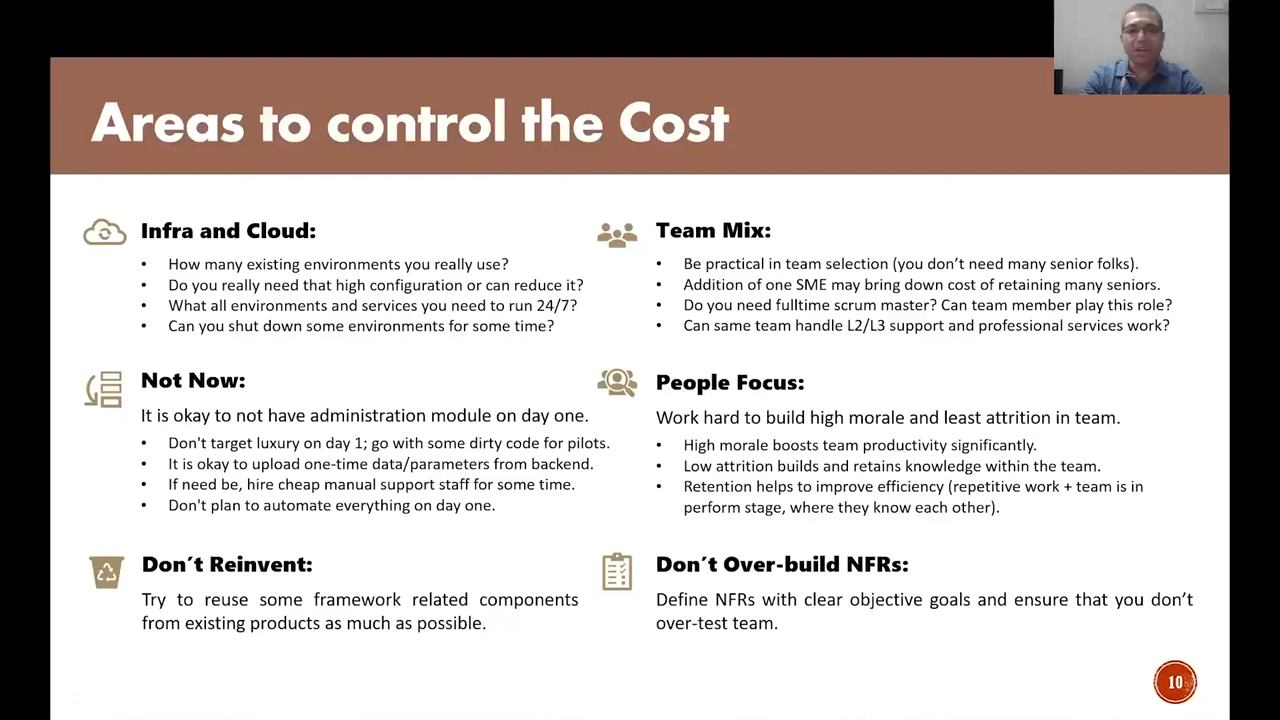 Areas to control the Cost
Infra and Cloud:
• How many existing environments you really use?
• Do you really need that high configuration or can reduce it?
• What all environments and services you need to run 24/7?
• Can you shut down some environments for some time?
Not Now:
It is okay to not have administration module on day one.
• Don't target luxury on day 1; go with some dirty code for pilots.
• It is okay to upload one-time data/parameters from backend.
• If need be, hire cheap manual support staff for some time.
• Don't plan to automate everything on day one.
Don't Reinvent:
Try to reuse some framework related components
from existing products as much as possible.
Team Mix:
• Be practical in team selection (you don't need many senior folks).
• Addition of one SME may bring down cost of retaining many seniors.
• Do you need fulltime scrum master? Can team member play this role?
• Can same team handle L2/L3 support and professional services work?
People Focus:
Work hard to build high morale and least attrition in team.
• High morale boosts team productivity significantly.
• Low attrition builds and retains knowledge within the team.
• Retention helps to improve efficiency (repetitive work + team is in
perform stage, where they know each other).
Don't Over-build NFRs:
Define NFRs with clear objective goals and ensure that you don't
over-test team.
10